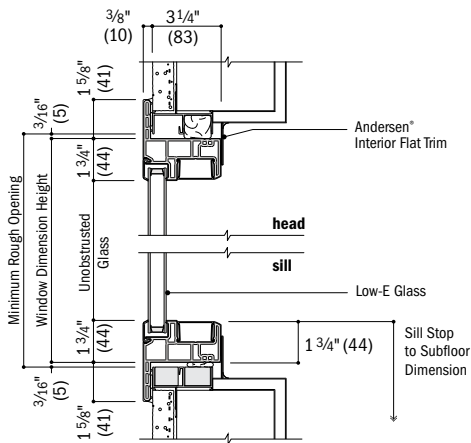 3/8" 3 1/4"
(10) (83)
1 5/8"
(41)
3/16"
(5)
1 3/4"
(44)
Andersen®
Interior Flat Trim
Minimum Rough Opening
Window Dimension Height
Unobstrusted
Glass
head
sill
Low-E Glass
1 3/4"
(44)
1 3/4" (44)
Sill Stop
to Subfloor
Dimension
3/16"
(5)
1 5/8"
(41)